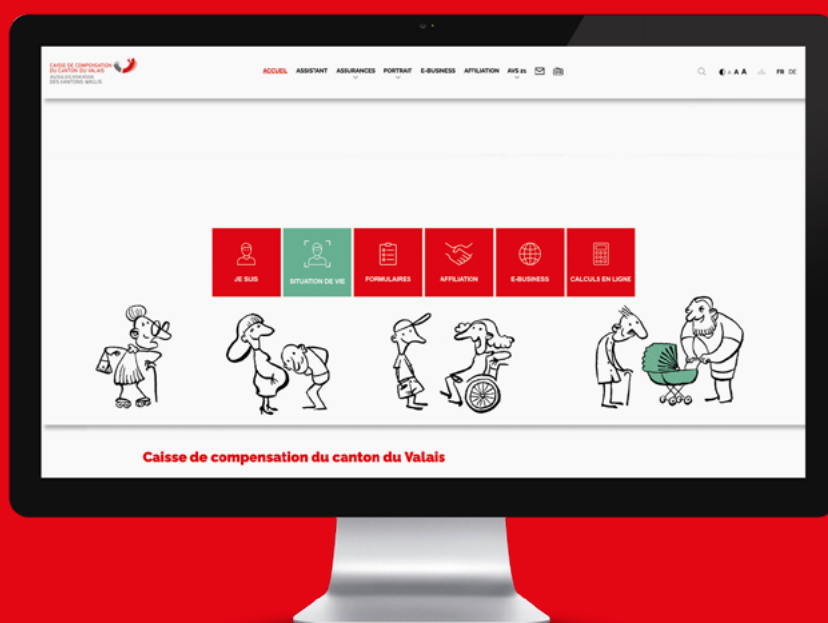 CAISSE DE COMPENSATION
DU CANTON DU VALAIS
AUSGLEICHSKASSE
DES KANTONS WALLIS
ACCUEIL ASSISTANT ASSURANCES PORTRAIT E-BUSINESS AFFILIATION AVS 21
A A A FR DE
JE SUIS SITUATION DE VIE FORMULAIRES AFFILIATION E-BUSINESS CALCULS EN LIGNE
Caisse de compensation du canton du Valais